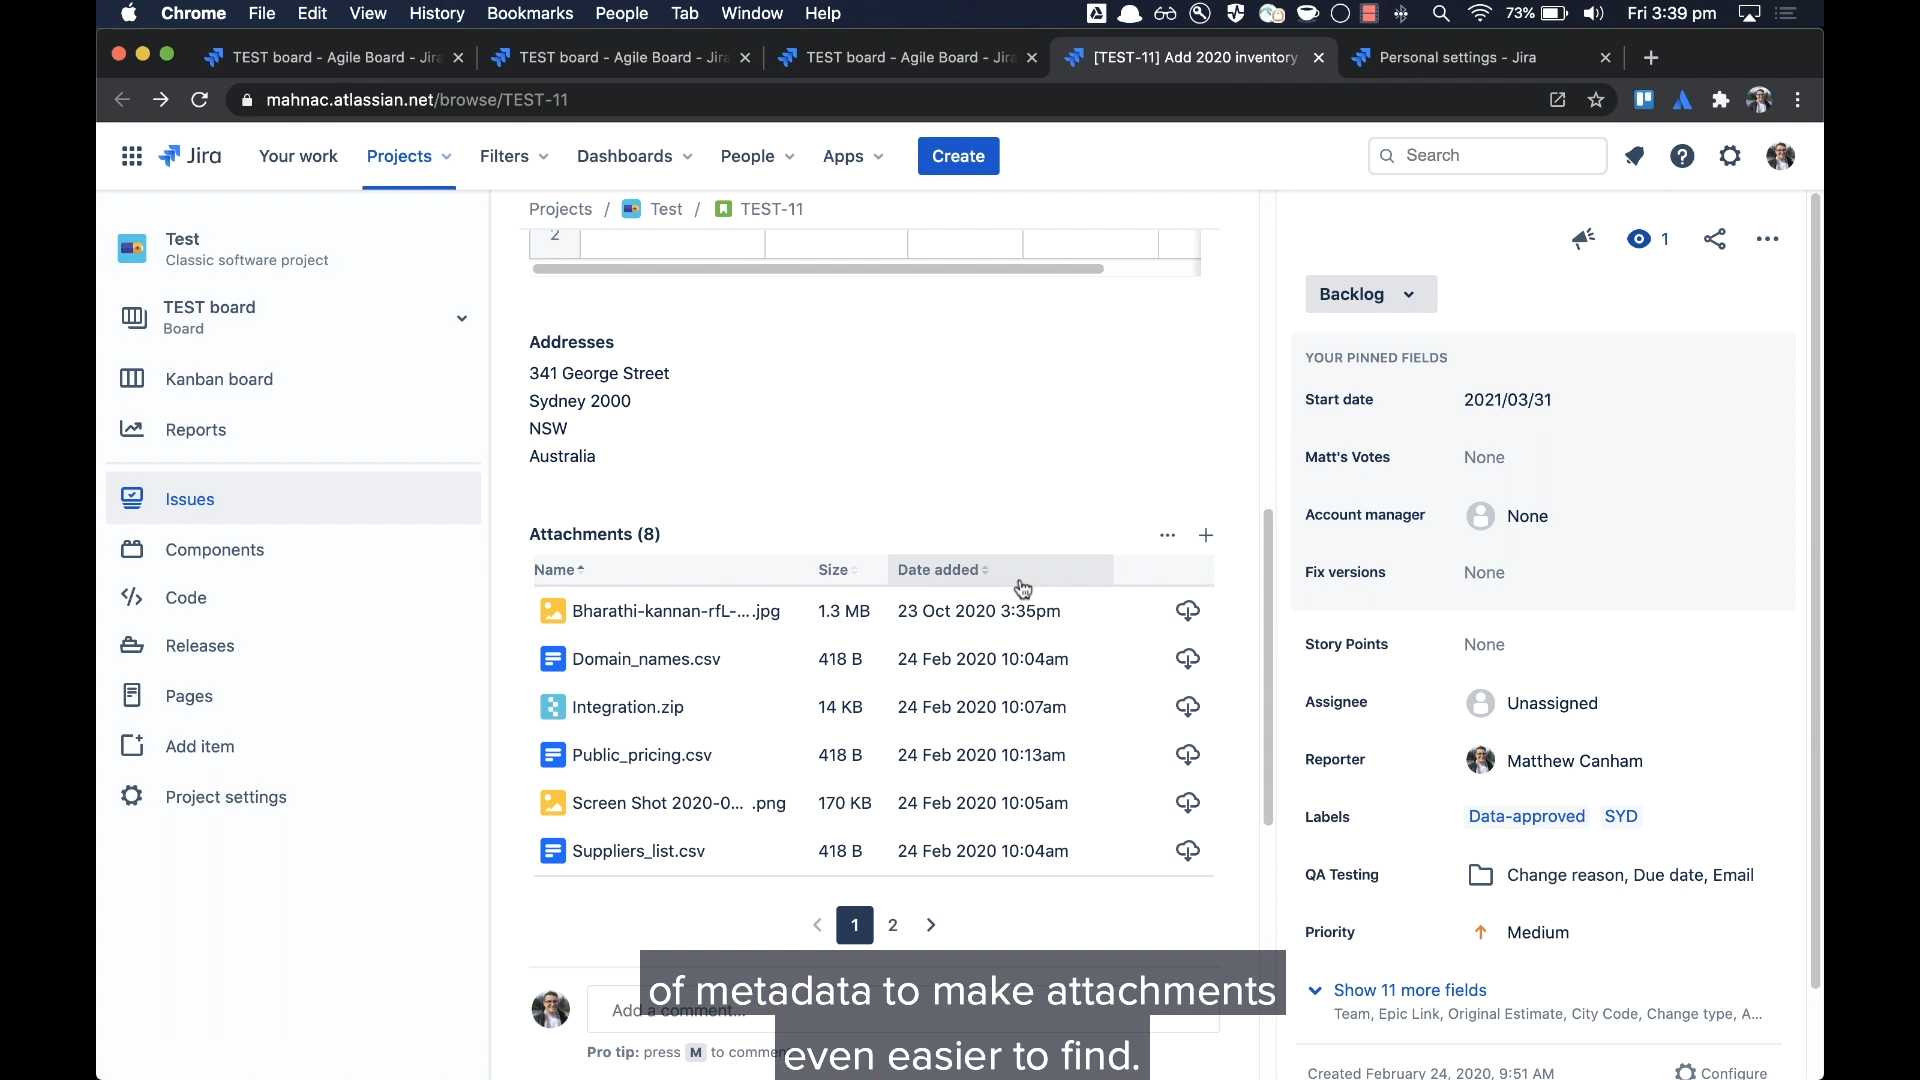 Chrome File Edit View History Bookmarks People Tab Window Help 73% Fri 3:39 pm
TEST board - Agile Board - Jira TEST board - Agile Board - Jira TEST board - Agile Board - Jira [TEST-11] Add 2020 inventory Personal settings - Jira
mahnac.atlassian.net/browse/TEST-11
Jira Your work Projects Filters Dashboards People Apps Create Search
Projects / Test / TEST-11
Test
Classic software project
TEST board
Board
Kanban board
Reports
Issues
Components
Code
Releases
Pages
Add item
Project settings
2
Addresses
341 George Street
Sydney 2000
NSW
Australia
Attachments (8)
Name Size Date added
Bharathi-kannan-rfL-....jpg 1.3 MB 23 Oct 2020 3:35pm
Domain_names.csv 418 B 24 Feb 2020 10:04am
Integration.zip 14 KB 24 Feb 2020 10:07am
Public_pricing.csv 418 B 24 Feb 2020 10:13am
Screen Shot 2020-0... .png 170 KB 24 Feb 2020 10:05am
Suppliers_list.csv 418 B 24 Feb 2020 10:04am
1 2
Add a comment...
Pro tip: press M to comment
of metadata to make attachments
even easier to find.
1
Backlog
YOUR PINNED FIELDS
Start date 2021/03/31
Matt's Votes None
Account manager None
Fix versions None
Story Points None
Assignee Unassigned
Reporter Matthew Canham
Labels Data-approved SYD
QA Testing Change reason, Due date, Email
Priority Medium
Show 11 more fields
Team, Epic Link, Original Estimate, City Code, Change type, A...
Created February 24, 2020, 9:51 AM Configure